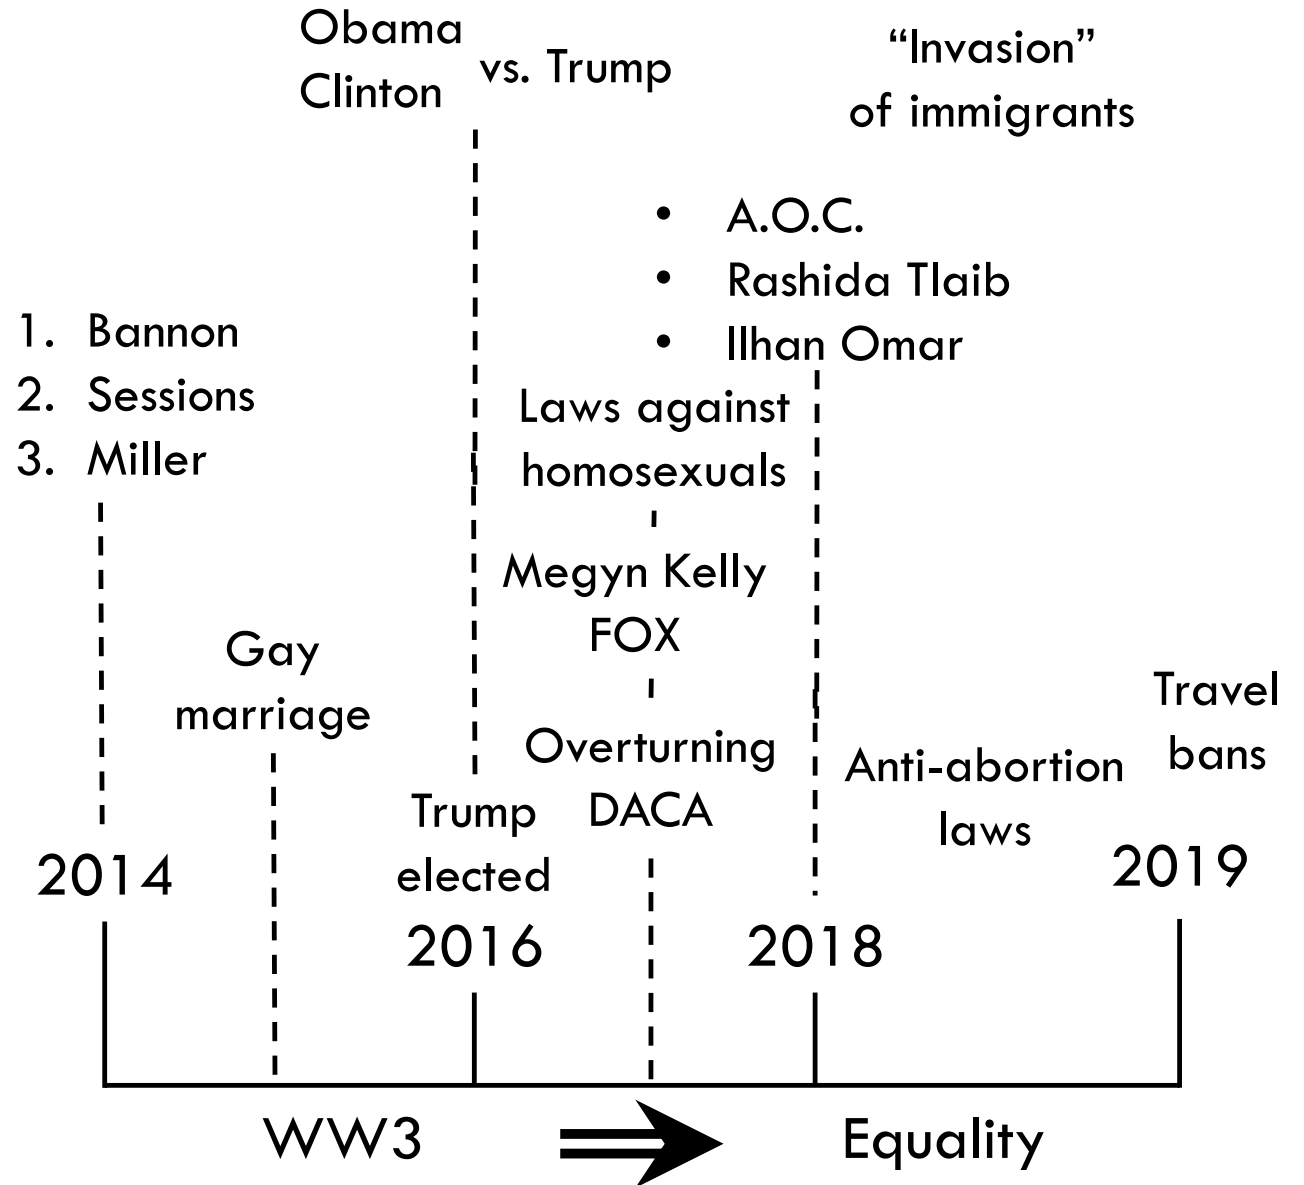 Obama
Clinton
vs. Trump
“Invasion”
of immigrants
• A.O.C.
• Rashida Tlaib
• Ilhan Omar
1. Bannon
2. Sessions
3. Miller
Laws against
homosexuals
Megyn Kelly
FOX
Gay
marriage
Overturning
DACA
Travel
bans
Anti-abortion
laws
Trump
elected
2014
2016
2018
2019
WW3
Equality